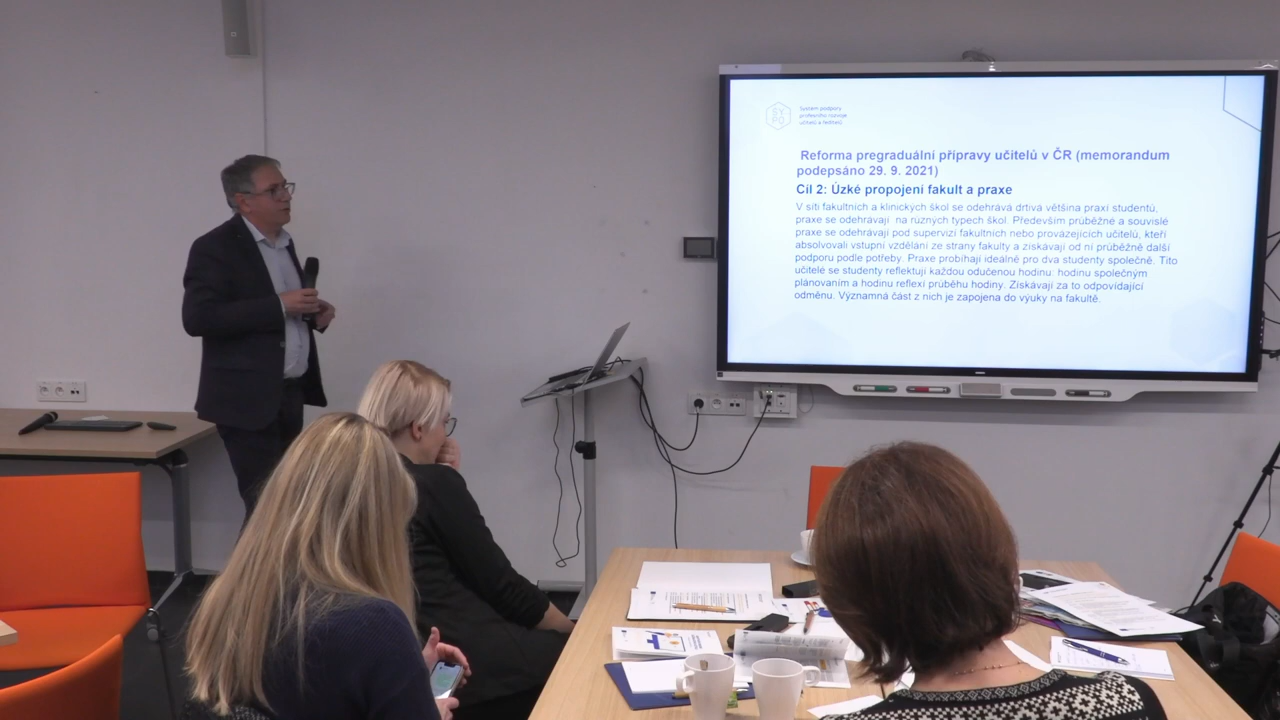 SY
PO
Systém podpory
profesního rozvoje
učitelů a ředitelů
Reforma pregraduální přípravy učitelů v ČR (memorandum
podepsáno 29. 9. 2021)
Cíl 2: Úzké propojení fakult a praxe
V síti fakultních a klinických škol se odehrává drtivá většina praxí studentů,
praxe se odehrávají na různých typech škol. Především průběžné a souvislé
praxe se odehrávají pod supervizí fakultních nebo provázejících učitelů, kteří
absolvovali vstupní vzdělání ze strany fakulty a získávají od ní průběžně další
podporu podle potřeby. Praxe probíhají ideálně pro dva studenty společně. Tito
učitelé se studenty reflektují každou odučenou hodinu: hodinu společným
plánováním a hodinu reflexí průběhu hodiny. Získávají za to odpovídající
odměnu. Významná část z nich je zapojena do výuky na fakultě.